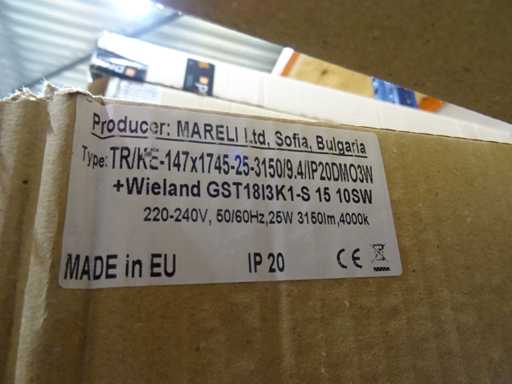 Producer: MARELI Ltd, Sofia, Bulgaria
Type: TR/KE-147x1745-25-3150/9.4/IP20DMO3W
+Wieland GST18I3K1-S 15 10SW
220-240V, 50/60Hz,25W 3150lm,4000k
MADE in EU IP 20 CE